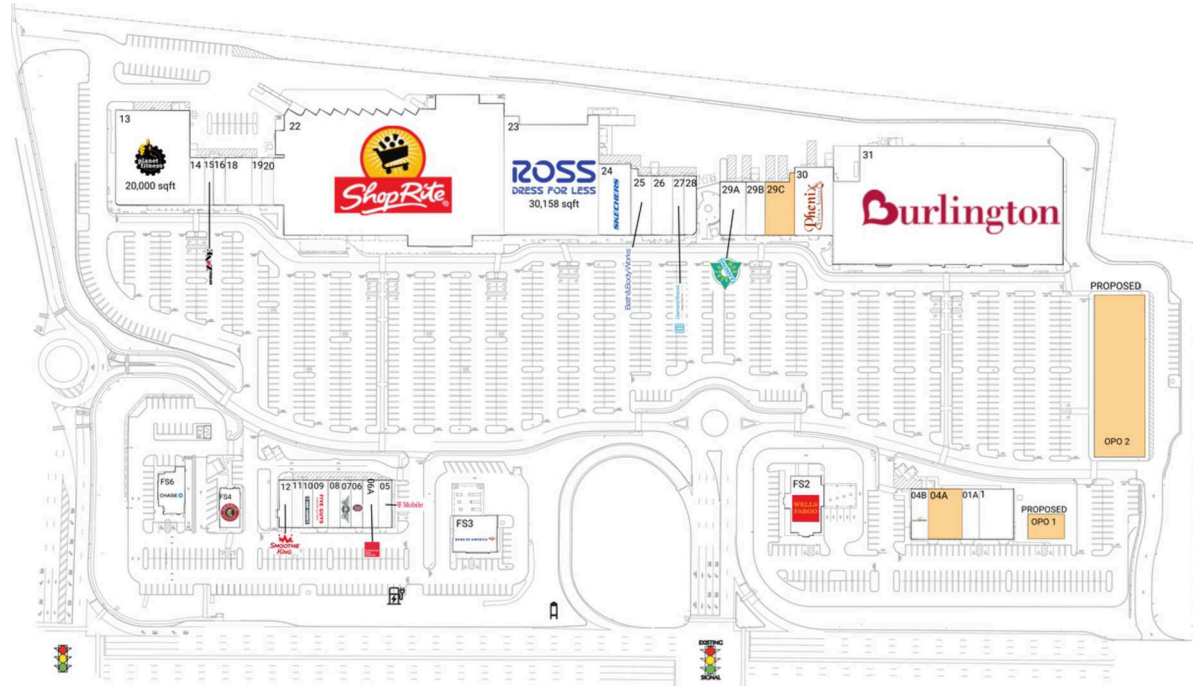 13
planet fitness
20,000 sqft
14
15
16
18
19
20
22
ShopRite
23
ROSS
DRESS FOR LESS
30,158 sqft
24
SKECHERS
25
26
27
28
29A
29B
29C
30
Phenix
31
Burlington
Bath&BodyWorks
PROPOSED
OPO 2
FS6
CHASE
FS4
12
11
10
09
08
07
06
06A
05
FIVE GUYS
T Mobile
SMOOTHIE KING
FS3
BANK OF AMERICA
FS2
WELLS FARGO
04B
04A
01A
1
PROPOSED
OPO 1
EXISTING
SIGNAL